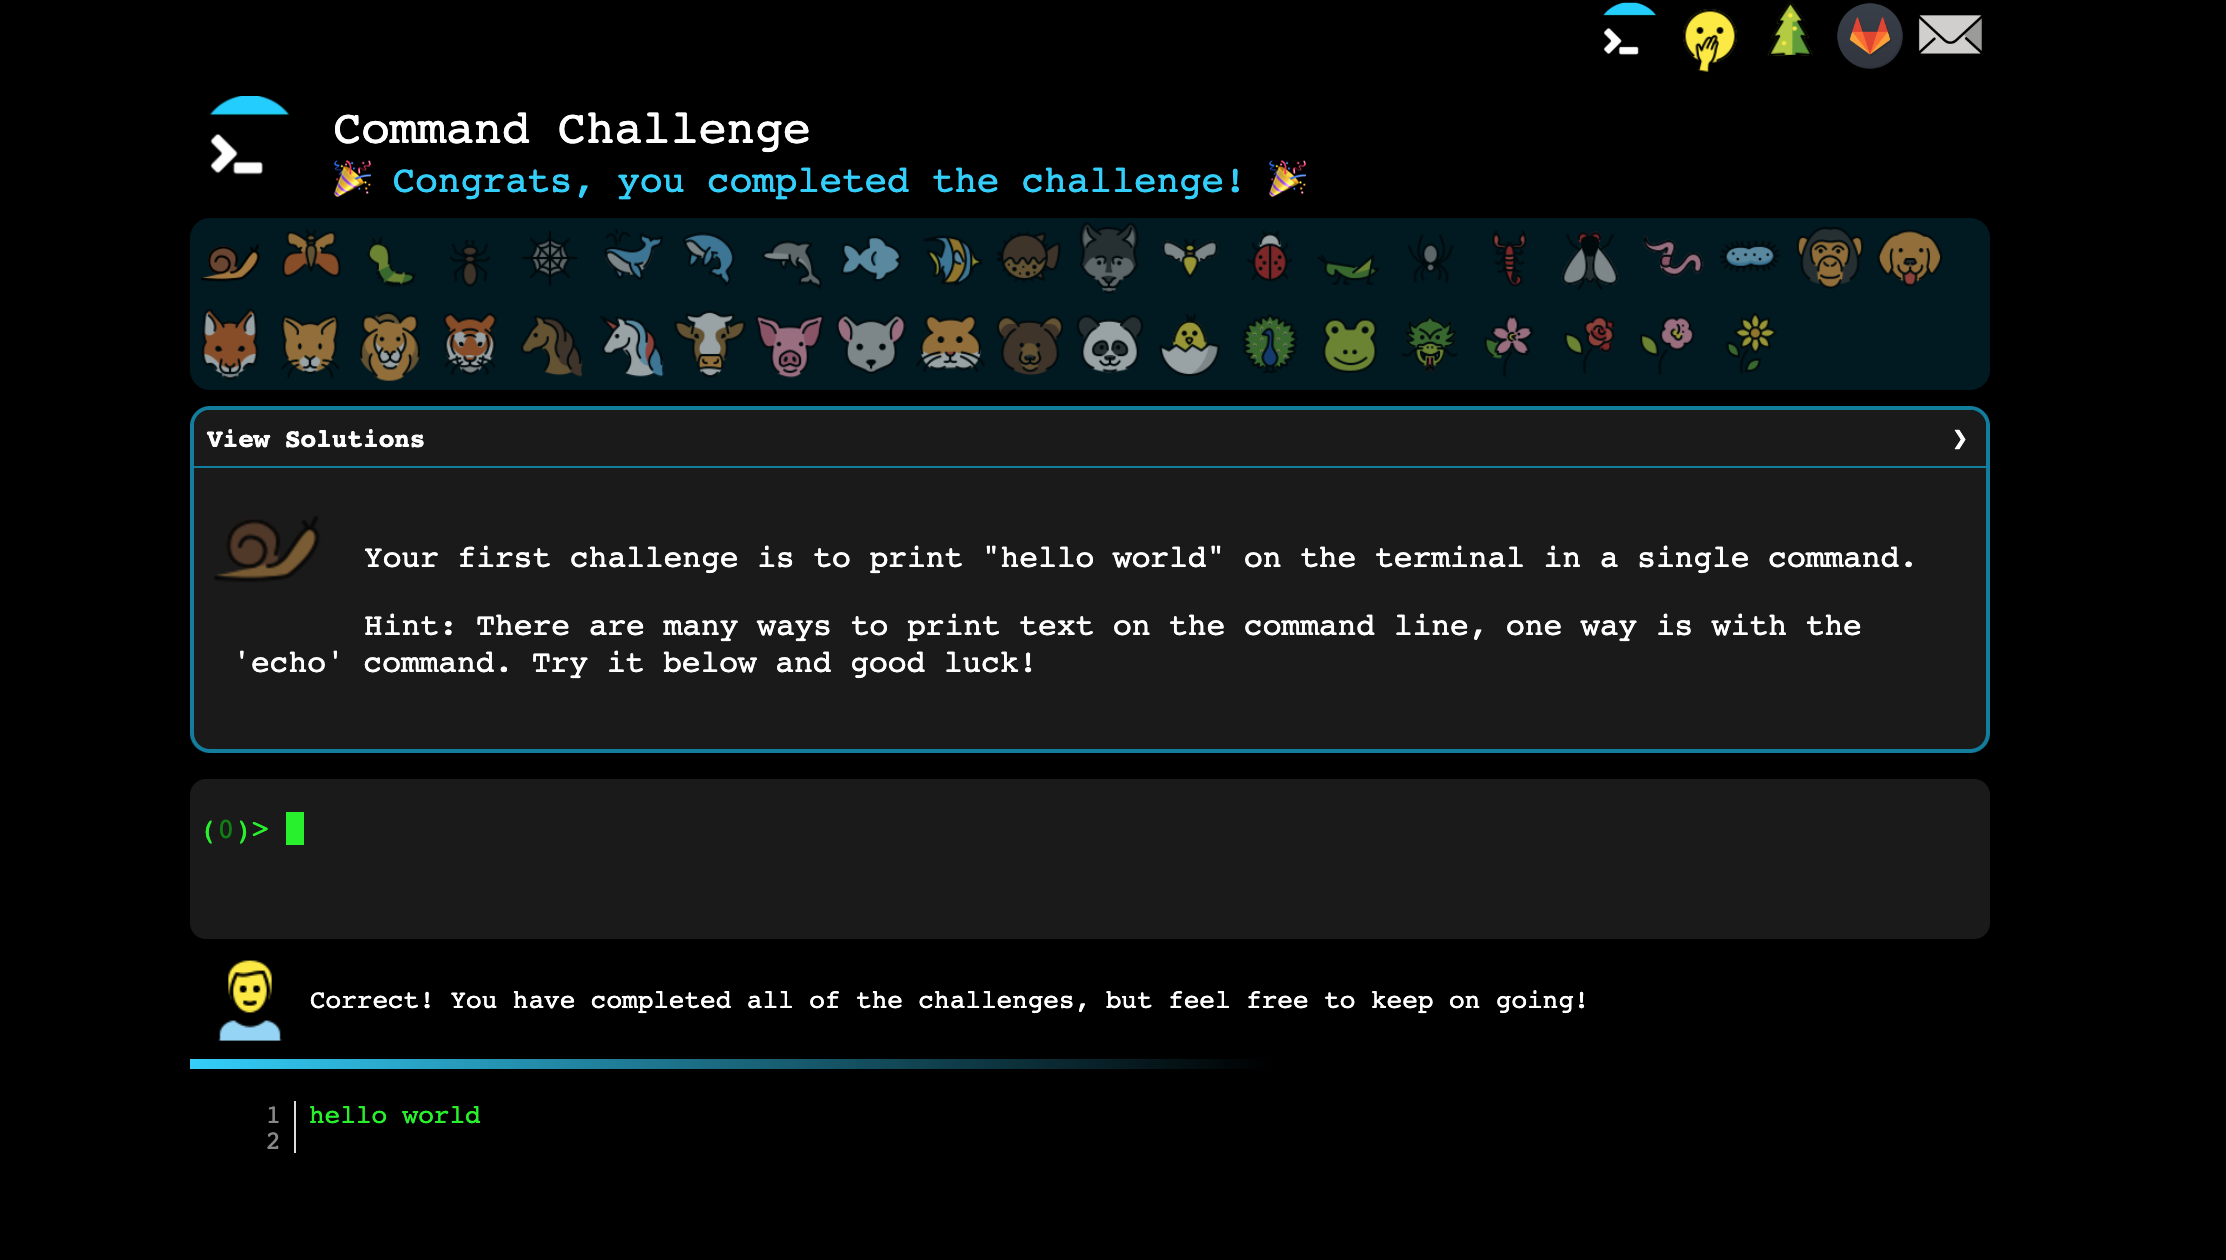 Command Challenge
🎉 Congrats, you completed the challenge! 🎉
View Solutions ❯
Your first challenge is to print "hello world" on the terminal in a single command.
Hint: There are many ways to print text on the command line, one way is with the
'echo' command. Try it below and good luck!
(0)>
Correct! You have completed all of the challenges, but feel free to keep on going!
1 hello world
2